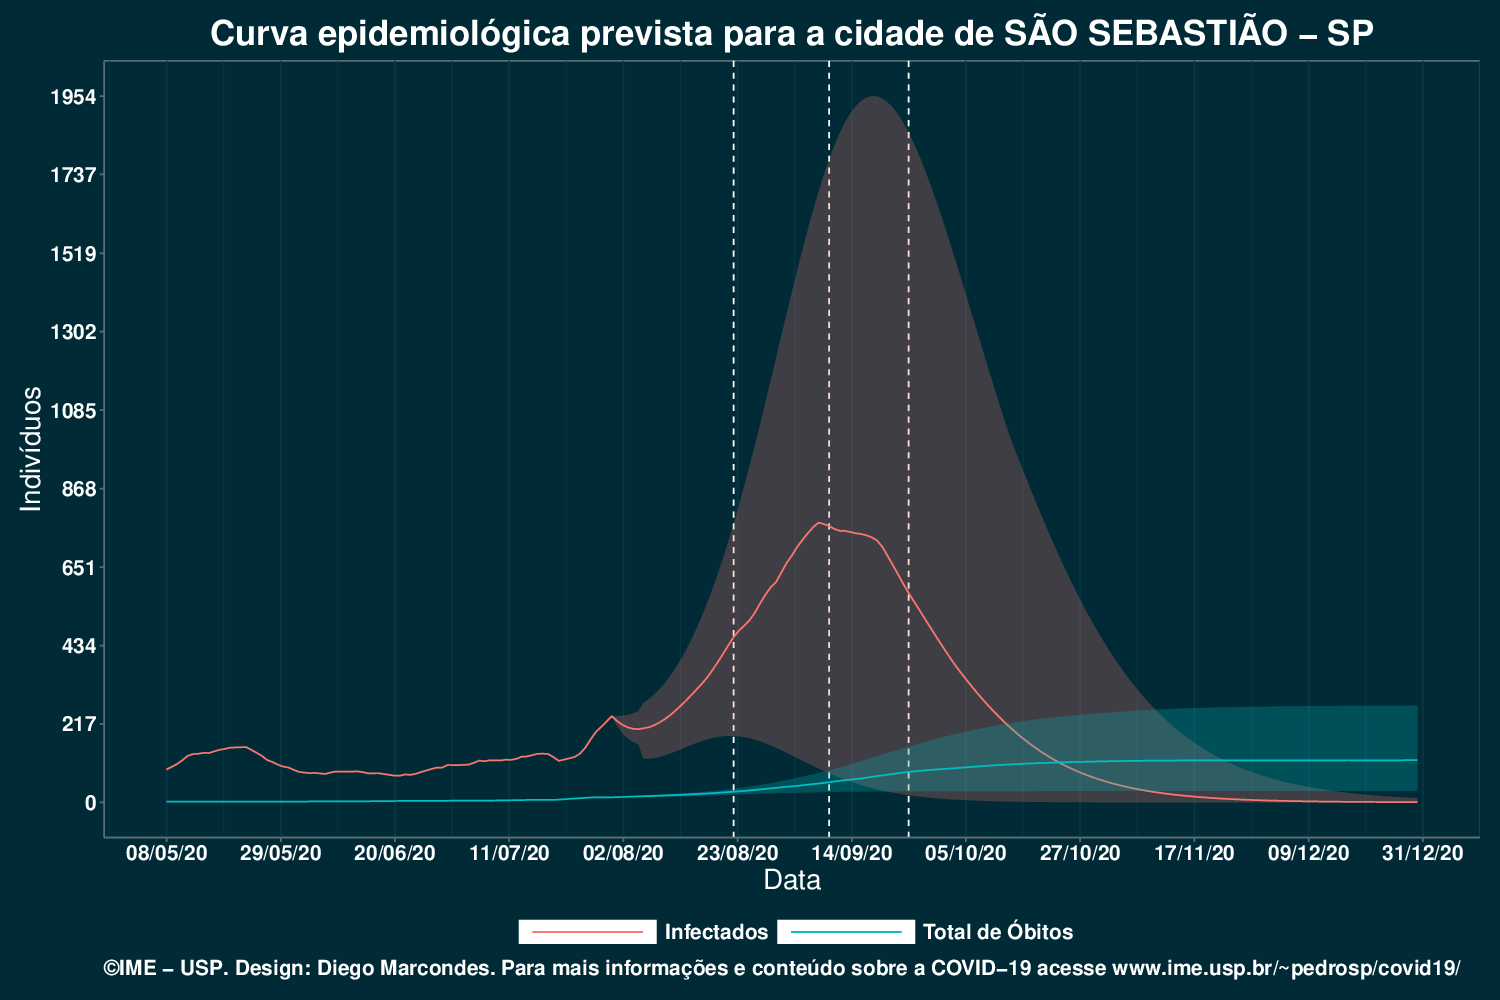 Curva epidemiológica prevista para a cidade de SÃO SEBASTIÃO – SP
1954
1737
1519
1302
1085
868
651
434
217
0
Indivíduos
08/05/20 29/05/20 20/06/20 11/07/20 02/08/20 23/08/20 14/09/20 05/10/20 27/10/20 17/11/20 09/12/20 31/12/20
Data
Infectados Total de Óbitos
©IME – USP. Design: Diego Marcondes. Para mais informações e conteúdo sobre a COVID–19 acesse www.ime.usp.br/~pedrosp/covid19/